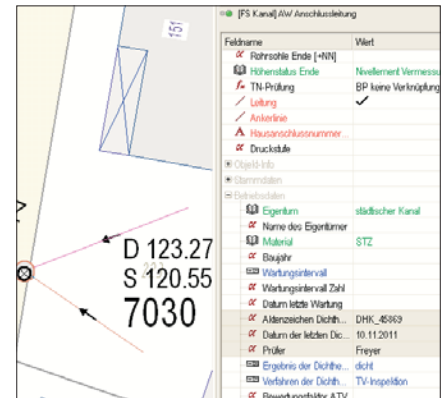 151
D 123.27
S 120.55
7030
[FS Kanal] AW Anschlussleitung
Feldname Wert
Rohrsohle Ende [+NN]
Höhenstatus Ende Nivellement Vermessu
TN-Prüfung BP keine Verknüpfung
Leitung
Ankerlinie
Hausanschlussnummer...
Druckstufe
Objekt-Info
Stammdaten
Betriebsdaten
Eigentum städtischer Kanal
Name des Eigentümer
Material STZ
Baujahr
Wartungsintervall
Wartungsintervall Zahl
Datum letzte Wartung
Aktenzeichen Dichth... DHK_45869
Datum der letzten Dic... 10.11.2011
Prüfer Freyer
Ergebnis der Dichthe... dicht
Verfahren der Dichth... TV-Inspektion
Bewertungsfaktor ATV